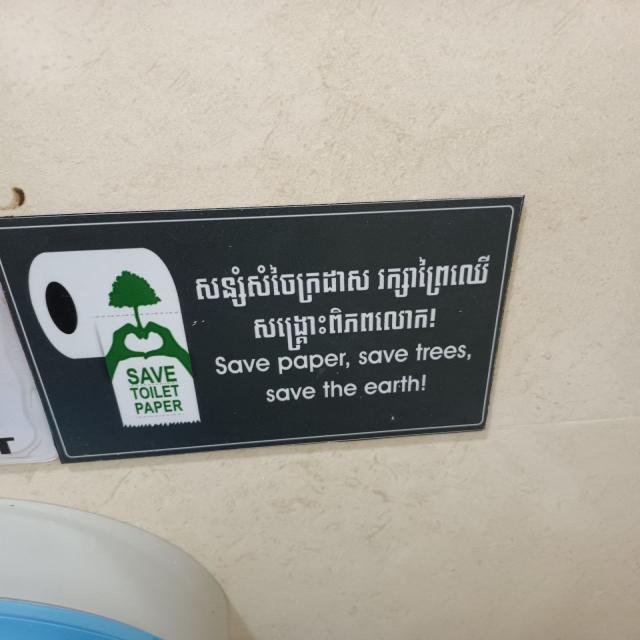 សន្សំសំចៃក្រដាស រក្សាព្រៃឈើ
សង្គ្រោះពិភពលោក!
Save paper, save trees,
save the earth!
SAVE
TOILET
PAPER
T